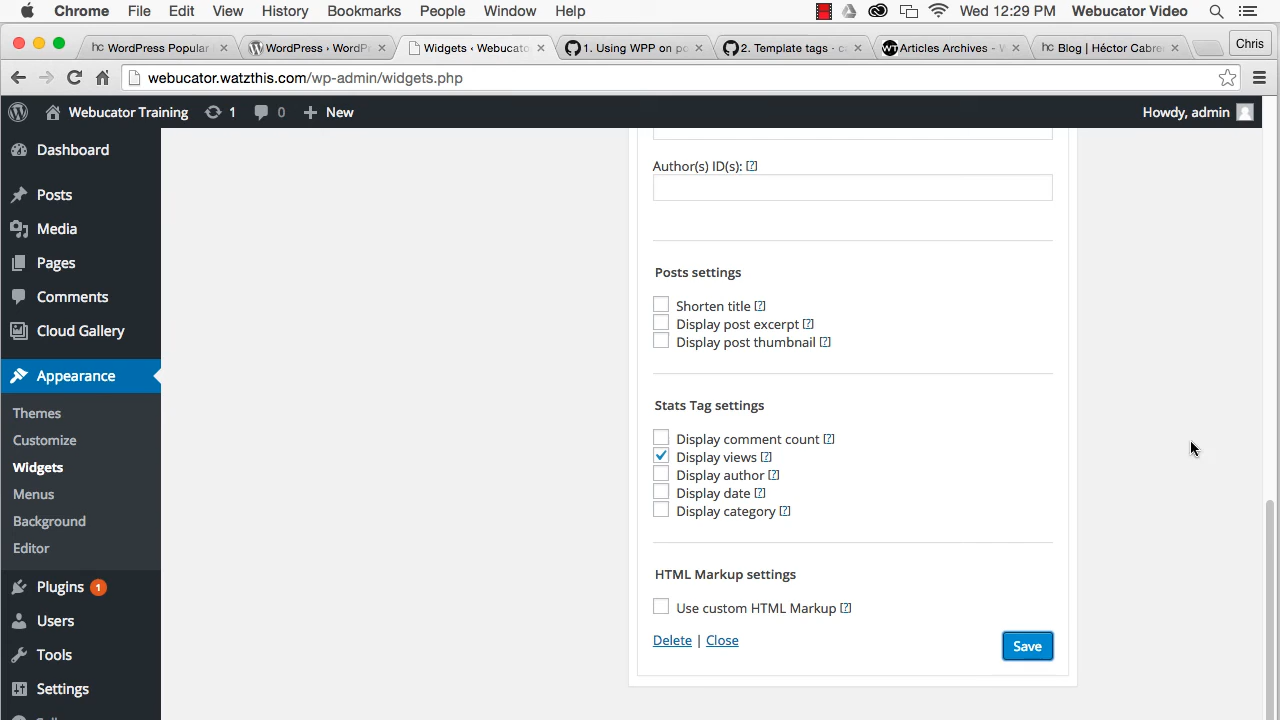 Chrome File Edit View History Bookmarks People Window Help Wed 12:29 PM Webucator Video
hc WordPress Popular WordPress › WordP Widgets ‹ Webucato 1. Using WPP on po 2. Template tags · ca Articles Archives - W hc Blog | Héctor Cabre Chris
webucator.watzthis.com/wp-admin/widgets.php
Webucator Training 1 0 + New Howdy, admin
Dashboard
Posts
Media
Pages
Comments
Cloud Gallery
Appearance
Themes
Customize
Widgets
Menus
Background
Editor
Plugins 1
Users
Tools
Settings
Author(s) ID(s): [?]
Posts settings
Shorten title [?]
Display post excerpt [?]
Display post thumbnail [?]
Stats Tag settings
Display comment count [?]
Display views [?]
Display author [?]
Display date [?]
Display category [?]
HTML Markup settings
Use custom HTML Markup [?]
Delete | Close Save